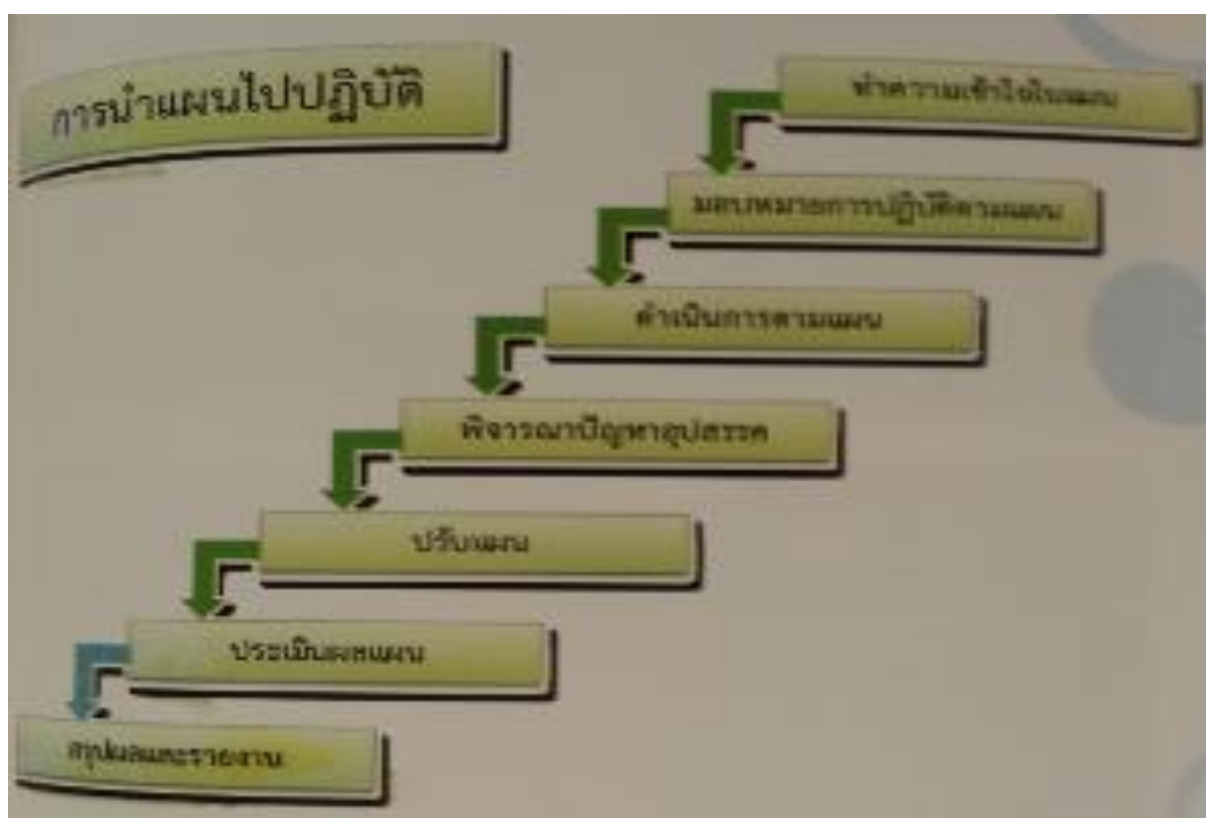 การนำแผนไปปฏิบัติ
ทำความเข้าใจในแผน
มอบหมายการปฏิบัติตามแผน
ดำเนินการตามแผน
พิจารณาปัญหาอุปสรรค
ปรับแผน
ประเมินผลแผน
สรุปผลและรายงาน